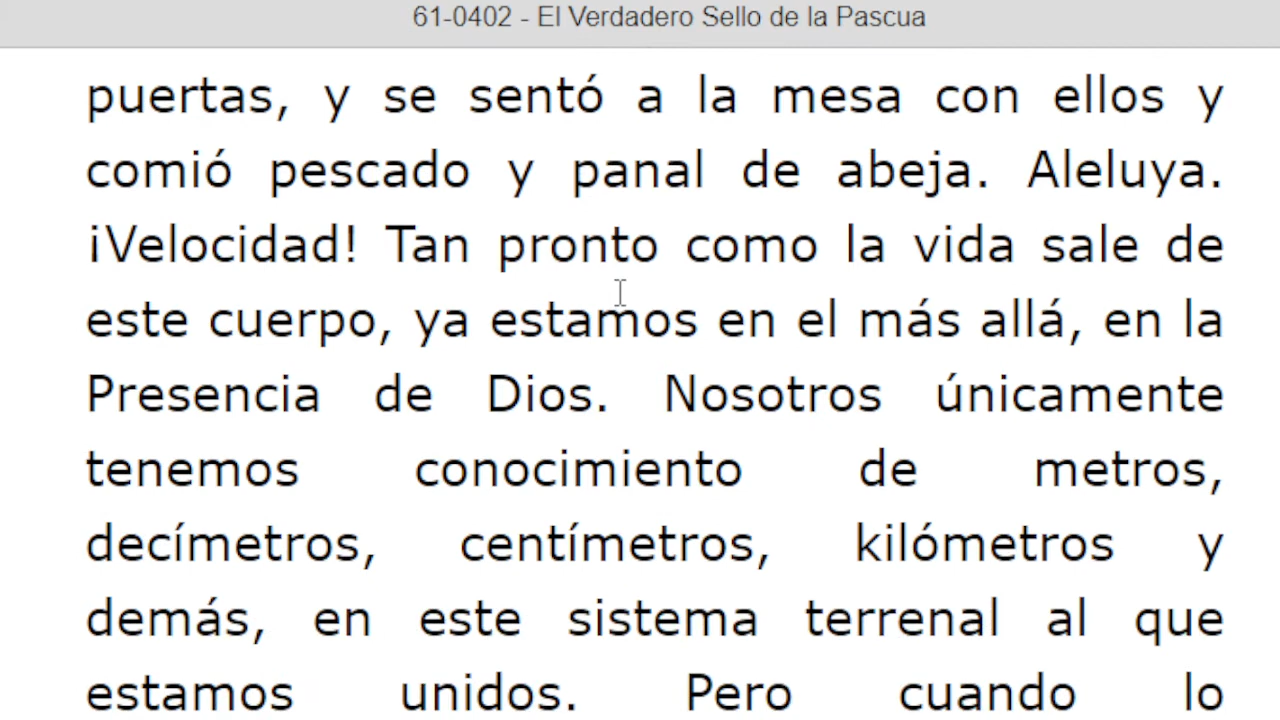 61-0402 - El Verdadero Sello de la Pascua
puertas, y se sentó a la mesa con ellos y
comió pescado y panal de abeja. Aleluya.
¡Velocidad! Tan pronto como la vida sale de
este cuerpo, ya estamos en el más allá, en la
Presencia de Dios. Nosotros únicamente
tenemos conocimiento de metros,
decímetros, centímetros, kilómetros y
demás, en este sistema terrenal al que
estamos unidos. Pero cuando lo